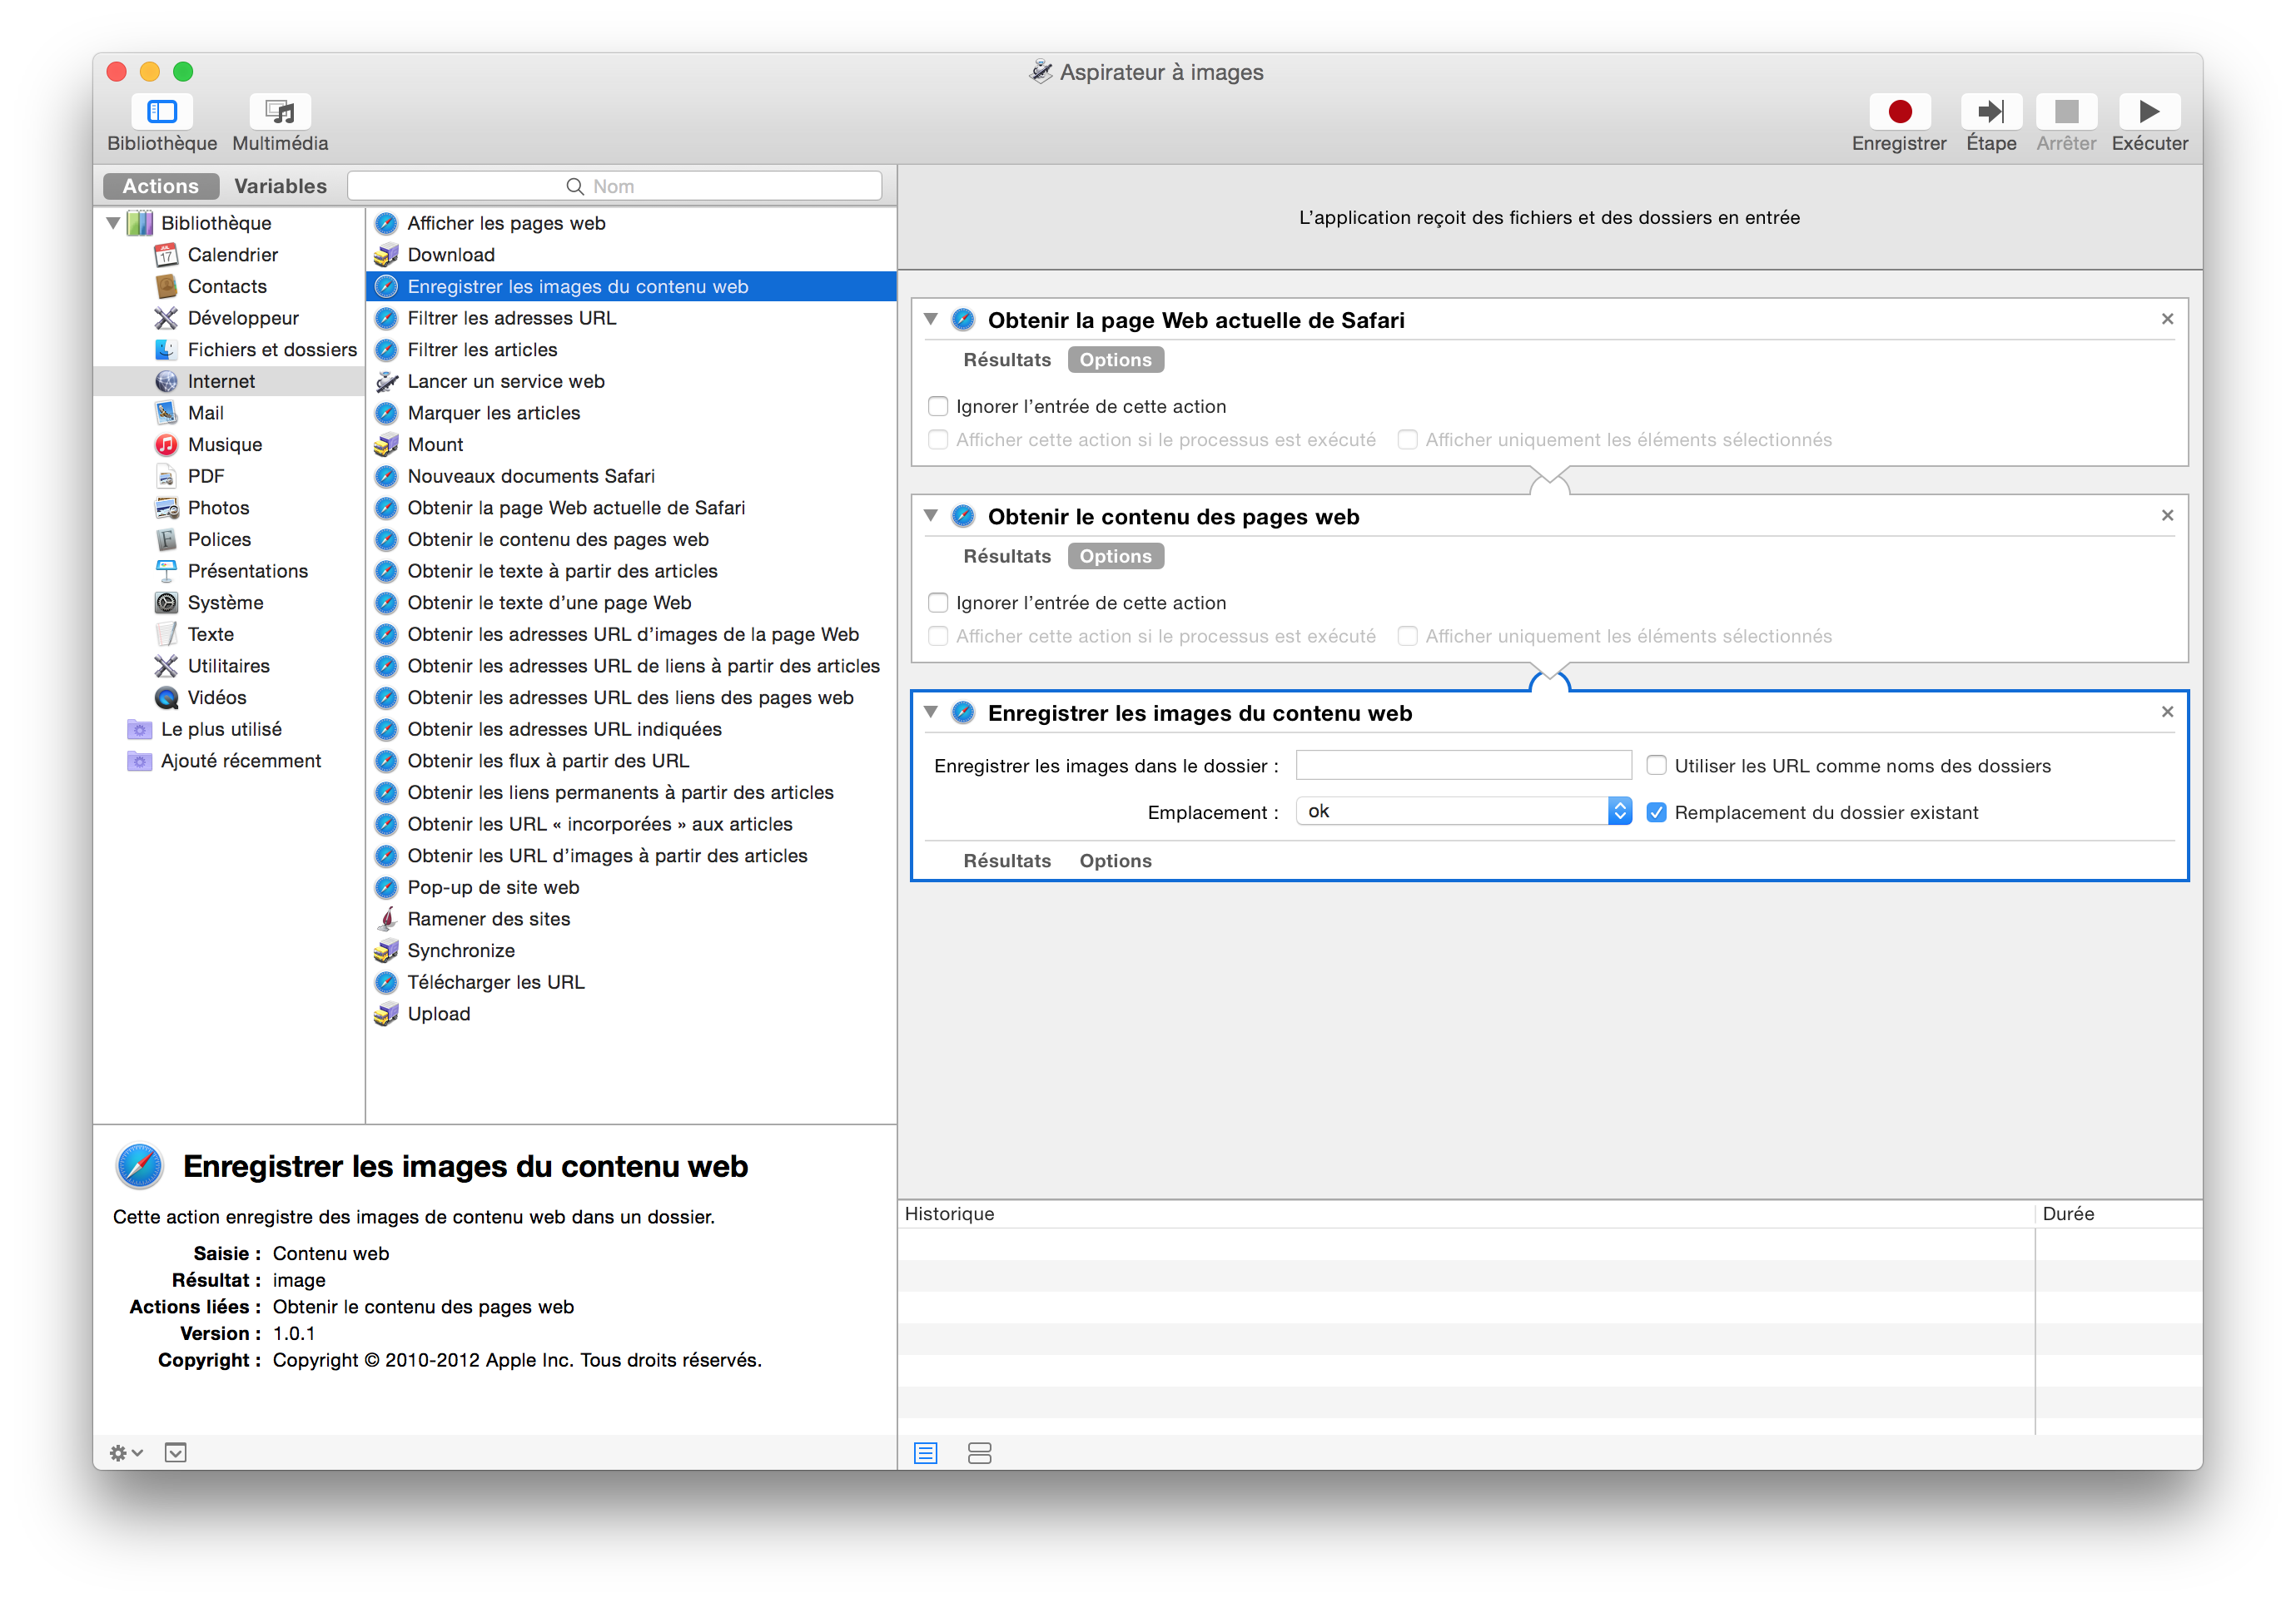 Aspirateur à images
Bibliothèque
Multimédia
Enregistrer
Étape
Arrêter
Exécuter
Actions
Variables
Nom
Bibliothèque
Calendrier
Contacts
Développeur
Fichiers et dossiers
Internet
Mail
Musique
PDF
Photos
Polices
Présentations
Système
Texte
Utilitaires
Vidéos
Le plus utilisé
Ajouté récemment
Afficher les pages web
Download
Enregistrer les images du contenu web
Filtrer les adresses URL
Filtrer les articles
Lancer un service web
Marquer les articles
Mount
Nouveaux documents Safari
Obtenir la page Web actuelle de Safari
Obtenir le contenu des pages web
Obtenir le texte à partir des articles
Obtenir le texte d’une page Web
Obtenir les adresses URL d’images de la page Web
Obtenir les adresses URL de liens à partir des articles
Obtenir les adresses URL des liens des pages web
Obtenir les adresses URL indiquées
Obtenir les flux à partir des URL
Obtenir les liens permanents à partir des articles
Obtenir les URL « incorporées » aux articles
Obtenir les URL d’images à partir des articles
Pop-up de site web
Ramener des sites
Synchronize
Télécharger les URL
Upload
Enregistrer les images du contenu web
Cette action enregistre des images de contenu web dans un dossier.
Saisie : Contenu web
Résultat : image
Actions liées : Obtenir le contenu des pages web
Version : 1.0.1
Copyright : Copyright © 2010-2012 Apple Inc. Tous droits réservés.
L’application reçoit des fichiers et des dossiers en entrée
Obtenir la page Web actuelle de Safari
Résultats Options
Ignorer l’entrée de cette action
Afficher cette action si le processus est exécuté Afficher uniquement les éléments sélectionnés
Obtenir le contenu des pages web
Résultats Options
Ignorer l’entrée de cette action
Afficher cette action si le processus est exécuté Afficher uniquement les éléments sélectionnés
Enregistrer les images du contenu web
Enregistrer les images dans le dossier : Utiliser les URL comme noms des dossiers
Emplacement : ok Remplacement du dossier existant
Résultats Options
Historique Durée